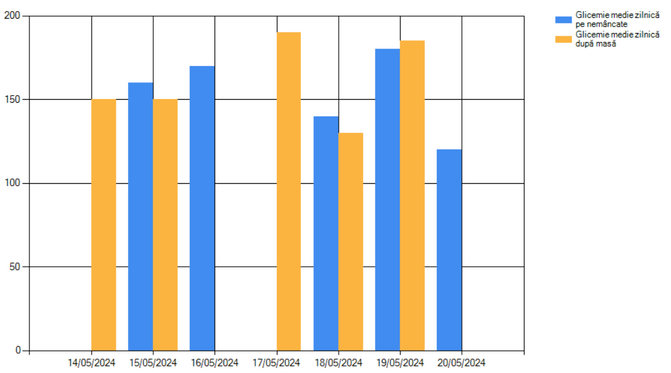 200
150
100
50
0
14/05/2024 15/05/2024 16/05/2024 17/05/2024 18/05/2024 19/05/2024 20/05/2024
Glicemie medie zilnică
pe nemâncate
Glicemie medie zilnică
după masă